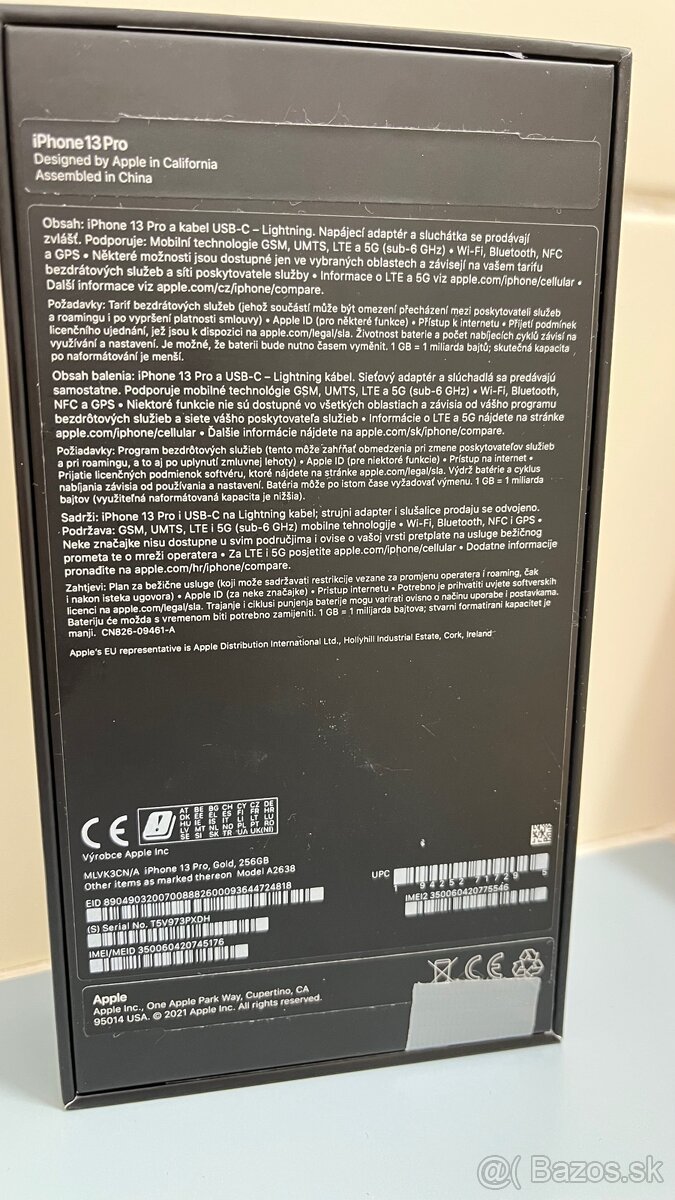 iPhone 13 Pro
Designed by Apple in California
Assembled in China
Obsah: iPhone 13 Pro a kabel USB-C – Lightning. Napájecí adaptér a sluchátka se prodávají
zvlášť. Podporuje: Mobilní technologie GSM, UMTS, LTE a 5G (sub-6 GHz) • Wi-Fi, Bluetooth, NFC
a GPS • Některé možnosti jsou dostupné jen ve vybraných oblastech a závisejí na vašem tarifu
bezdrátových služeb a síti poskytovatele služby • Informace o LTE a 5G viz apple.com/iphone/cellular •
Další informace viz apple.com/cz/iphone/compare.
Požadavky: Tarif bezdrátových služeb (jehož součástí může být omezení přecházení mezi poskytovateli služeb
a roamingu i po vypršení platnosti smlouvy) • Apple ID (pro některé funkce) • Přístup k internetu • Přijetí podmínek
licenčního ujednání, jež jsou k dispozici na apple.com/legal/sla. Životnost baterie a počet nabíjecích cyklů závisí na
využívání a nastavení. Je možné, že baterii bude nutno časem vyměnit. 1 GB = 1 miliarda bajtů; skutečná kapacita
po naformátování je menší.
Obsah balenia: iPhone 13 Pro a USB-C – Lightning kábel. Sieťový adaptér a slúchadlá sa predávajú
samostatne. Podporuje mobilné technológie GSM, UMTS, LTE a 5G (sub-6 GHz) • Wi-Fi, Bluetooth,
NFC a GPS • Niektoré funkcie nie sú dostupné vo všetkých oblastiach a závisia od vášho programu
bezdrôtových služieb a siete vášho poskytovateľa služieb • Informácie o LTE a 5G nájdete na stránke
apple.com/iphone/cellular • Ďalšie informácie nájdete na apple.com/sk/iphone/compare.
Požiadavky: Program bezdrôtových služieb (tento môže zahŕňať obmedzenia pri zmene poskytovateľov služieb
a pri roamingu, a to aj po uplynutí zmluvnej lehoty) • Apple ID (pre niektoré funkcie) • Prístup na internet •
Prijatie licenčných podmienok softvéru, ktoré nájdete na stránke apple.com/legal/sla. Výdrž batérie a cyklus
nabíjania závisia od používania a nastavení. Batéria môže po istom čase vyžadovať výmenu. 1 GB = 1 miliarda
bajtov (využiteľná naformátovaná kapacita je nižšia).
Sadrži: iPhone 13 Pro i USB-C na Lightning kabel; strujni adapter i slušalice prodaju se odvojeno.
Podržava: GSM, UMTS, LTE i 5G (sub-6 GHz) mobilne tehnologije • Wi-Fi, Bluetooth, NFC i GPS •
Neke značajke nisu dostupne u svim područjima i ovise o vašoj vrsti pretplate na usluge bežičnog
prometa te o mreži operatera • Za LTE i 5G posjetite apple.com/iphone/cellular • Dodatne informacije
pronađite na apple.com/hr/iphone/compare.
Zahtjevi: Plan za bežične usluge (koji može sadržavati restrikcije vezane za promjenu operatera i roaming, čak
i nakon isteka ugovora) • Apple ID (za neke značajke) • Pristup internetu • Potrebno je prihvatiti uvjete softverskih
licenci na apple.com/legal/sla. Trajanje i ciklusi punjenja baterije mogu varirati ovisno o načinu uporabe i postavkama.
Bateriju će možda s vremenom biti potrebno zamijeniti. 1 GB = 1 milijarda bajtova; stvarni formatirani kapacitet je
manji. CN826-09461-A
Apple's EU representative is Apple Distribution International Ltd., Hollyhill Industrial Estate, Cork, Ireland
CE
AT BE BG CH CY CZ DE
DK EE EL ES FI FR HR
HU IE IS IT LI LT LU
LV MT NL NO PL PT RO
SE SI SK TR UA UK(NI)
Výrobce Apple Inc
MLVK3CN/A iPhone 13 Pro, Gold, 256GB
Other items as marked thereon Model A2638
EID 89049032007008882600093644724818
(S) Serial No. T5V973PXDH
IMEI/MEID 350060420745176
UPC
1 94252 71729 5
IMEI2 350060420775546
Apple
Apple Inc., One Apple Park Way, Cupertino, CA
95014 USA. © 2021 Apple Inc. All rights reserved.
CE
@( Bazos.sk